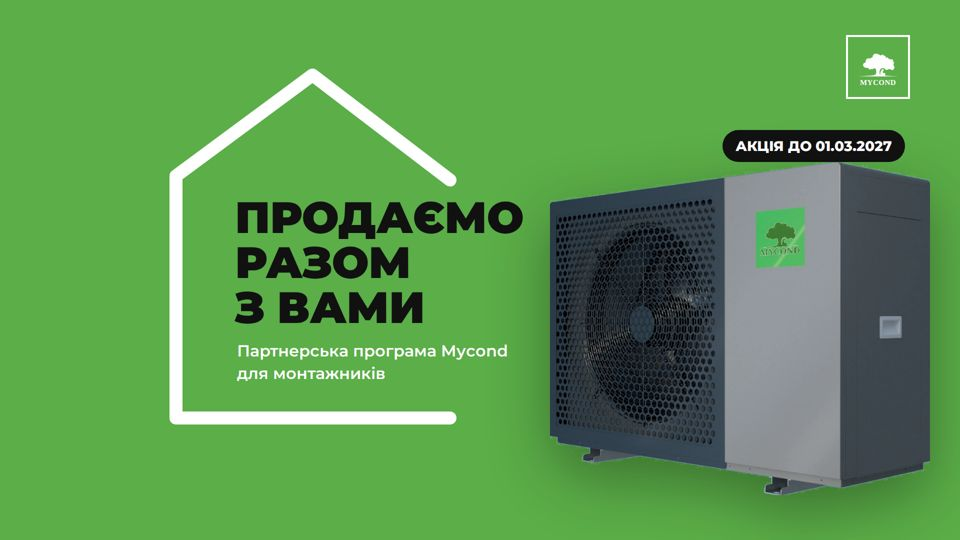 MYCOND
АКЦІЯ ДО 01.03.2027
MYCOND
ПРОДАЄМО
РАЗОМ
З ВАМИ
Партнерська програма Mycond
для монтажників